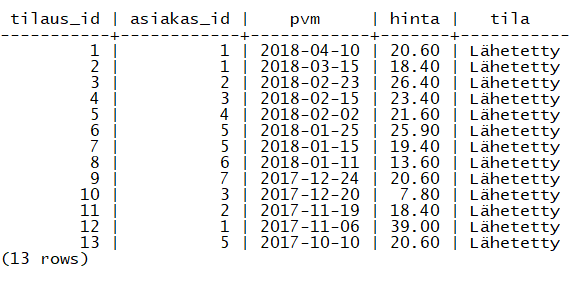 tilaus_id | asiakas_id |    pvm     | hinta |   tila
-----------+------------+------------+-------+-----------
         1 |          1 | 2018-04-10 | 20.60 | Lähetetty
         2 |          1 | 2018-03-15 | 18.40 | Lähetetty
         3 |          2 | 2018-02-23 | 26.40 | Lähetetty
         4 |          3 | 2018-02-15 | 23.40 | Lähetetty
         5 |          4 | 2018-02-02 | 21.60 | Lähetetty
         6 |          5 | 2018-01-25 | 25.90 | Lähetetty
         7 |          5 | 2018-01-15 | 19.40 | Lähetetty
         8 |          6 | 2018-01-11 | 13.60 | Lähetetty
         9 |          7 | 2017-12-24 | 20.60 | Lähetetty
        10 |          3 | 2017-12-20 |  7.80 | Lähetetty
        11 |          2 | 2017-11-19 | 18.40 | Lähetetty
        12 |          1 | 2017-11-06 | 39.00 | Lähetetty
        13 |          5 | 2017-10-10 | 20.60 | Lähetetty
(13 rows)